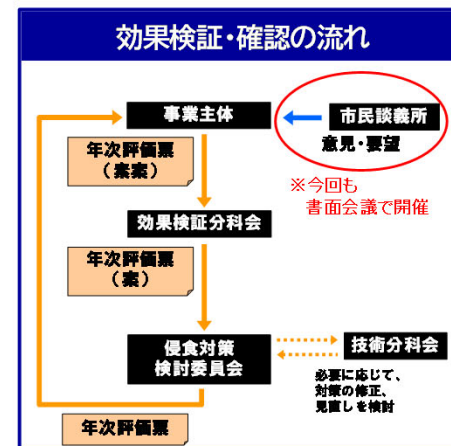 効果検証・確認の流れ
事業主体
市民談義所
意見・要望
年次評価票
（素案）
※今回も
書面会議で開催
効果検証分科会
年次評価票
（案）
侵食対策
検討委員会
技術分科会
必要に応じて、
対策の修正、
見直しを検討
年次評価票